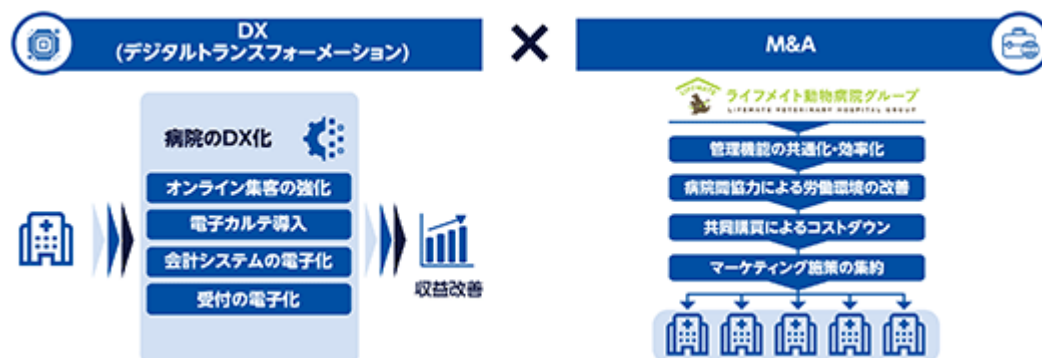 DX
(デジタルトランスフォーメーション)
×
M&A
病院のDX化
オンライン集客の強化
電子カルテ導入
会計システムの電子化
受付の電子化
収益改善
LIFEMATE
ライフメイト動物病院グループ
LIFEMATE VETERINARY HOSPITAL GROUP
管理機能の共通化・効率化
病院間協力による労働環境の改善
共同購買によるコストダウン
マーケティング施策の集約